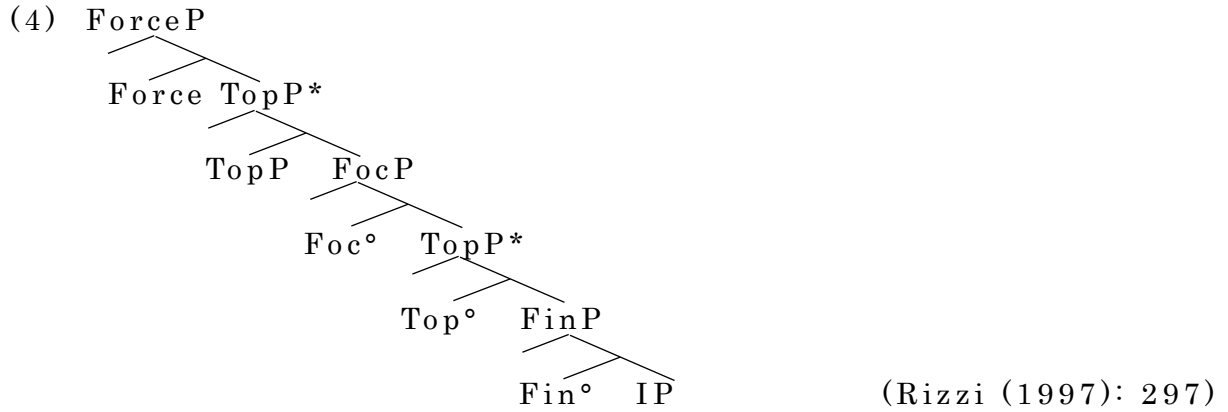 (4) ForceP
Force TopP*
TopP FocP
Foc° TopP*
Top° FinP
Fin° IP (Rizzi (1997): 297)